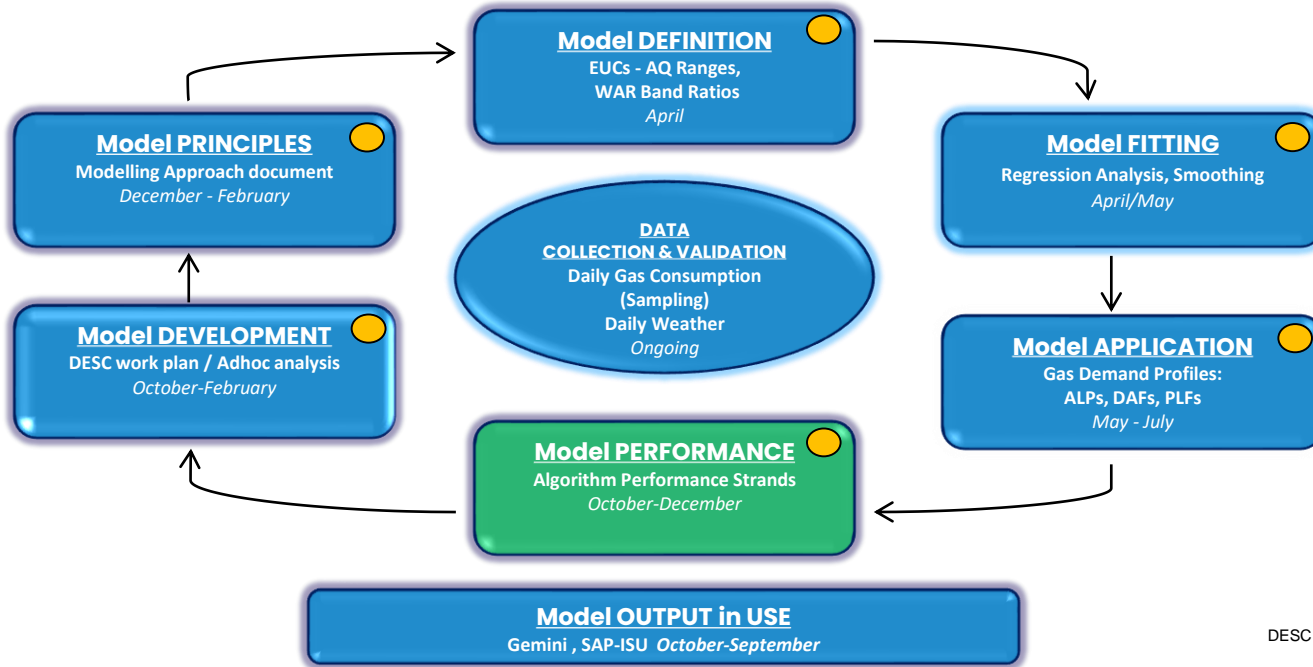 Model DEFINITION
EUCs - AQ Ranges,
WAR Band Ratios
April
Model PRINCIPLES
Modelling Approach document
December - February
Model FITTING
Regression Analysis, Smoothing
April/May
DATA
COLLECTION & VALIDATION
Daily Gas Consumption
(Sampling)
Daily Weather
Ongoing
Model DEVELOPMENT
DESC work plan / Adhoc analysis
October-February
Model APPLICATION
Gas Demand Profiles:
ALPs, DAFs, PLFs
May - July
Model PERFORMANCE
Algorithm Performance Strands
October-December
Model OUTPUT in USE
Gemini , SAP-ISU October-September
DESC